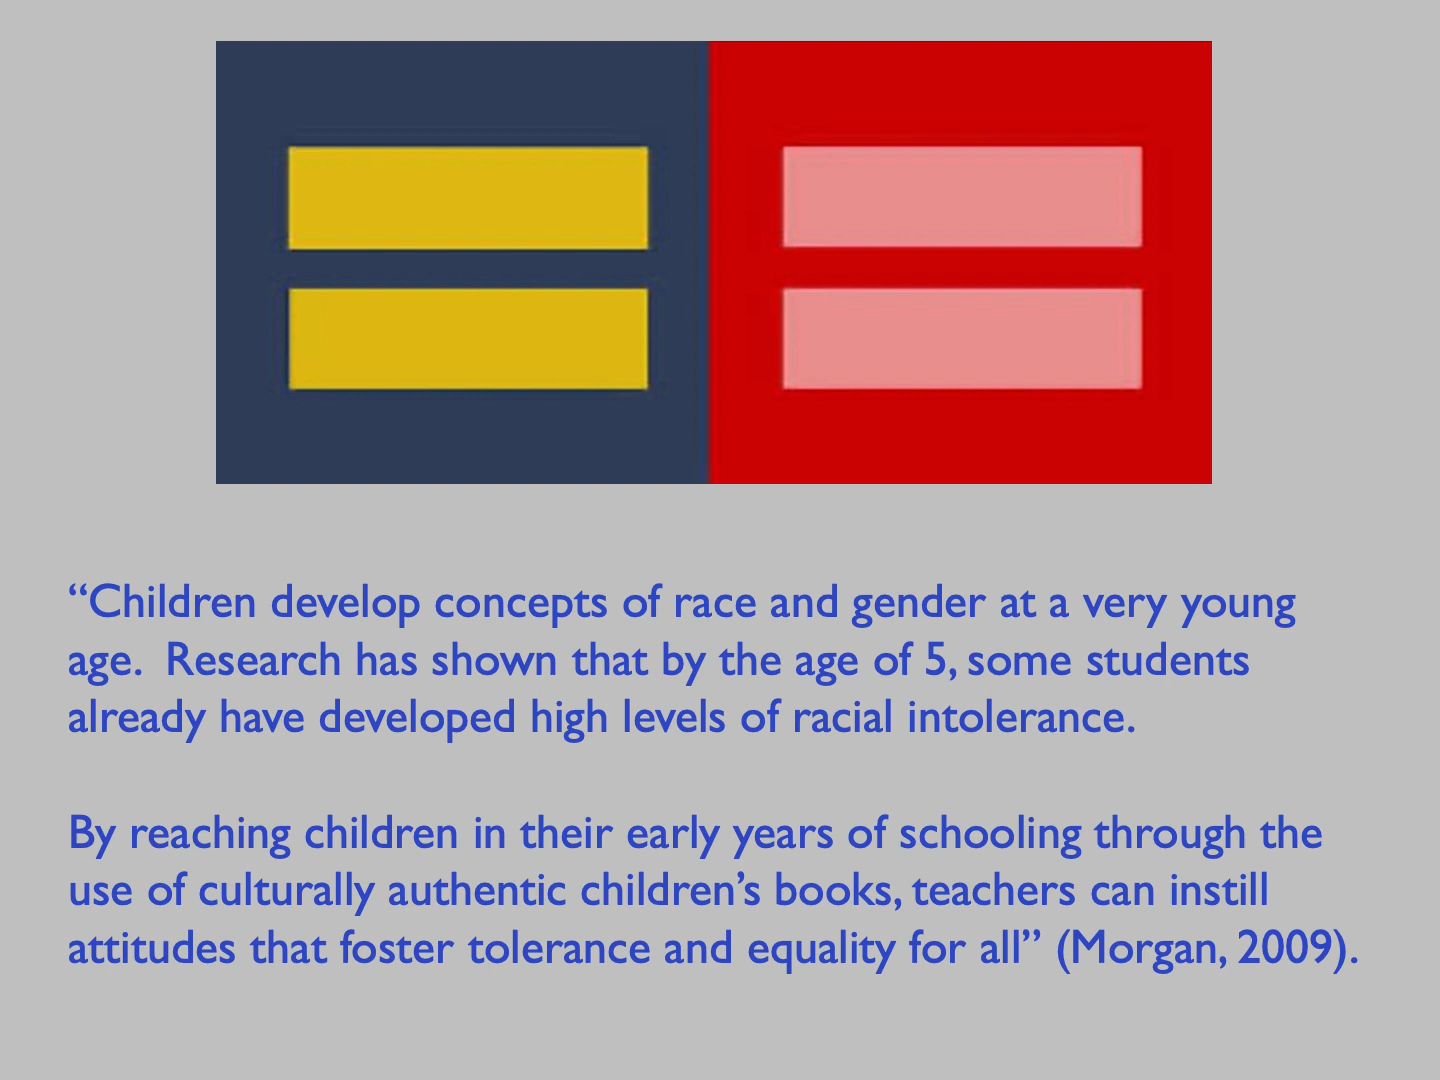 “Children develop concepts of race and gender at a very young
age.  Research has shown that by the age of 5, some students
already have developed high levels of racial intolerance.
By reaching children in their early years of schooling through the
use of culturally authentic children’s books, teachers can instill
attitudes that foster tolerance and equality for all” (Morgan, 2009).